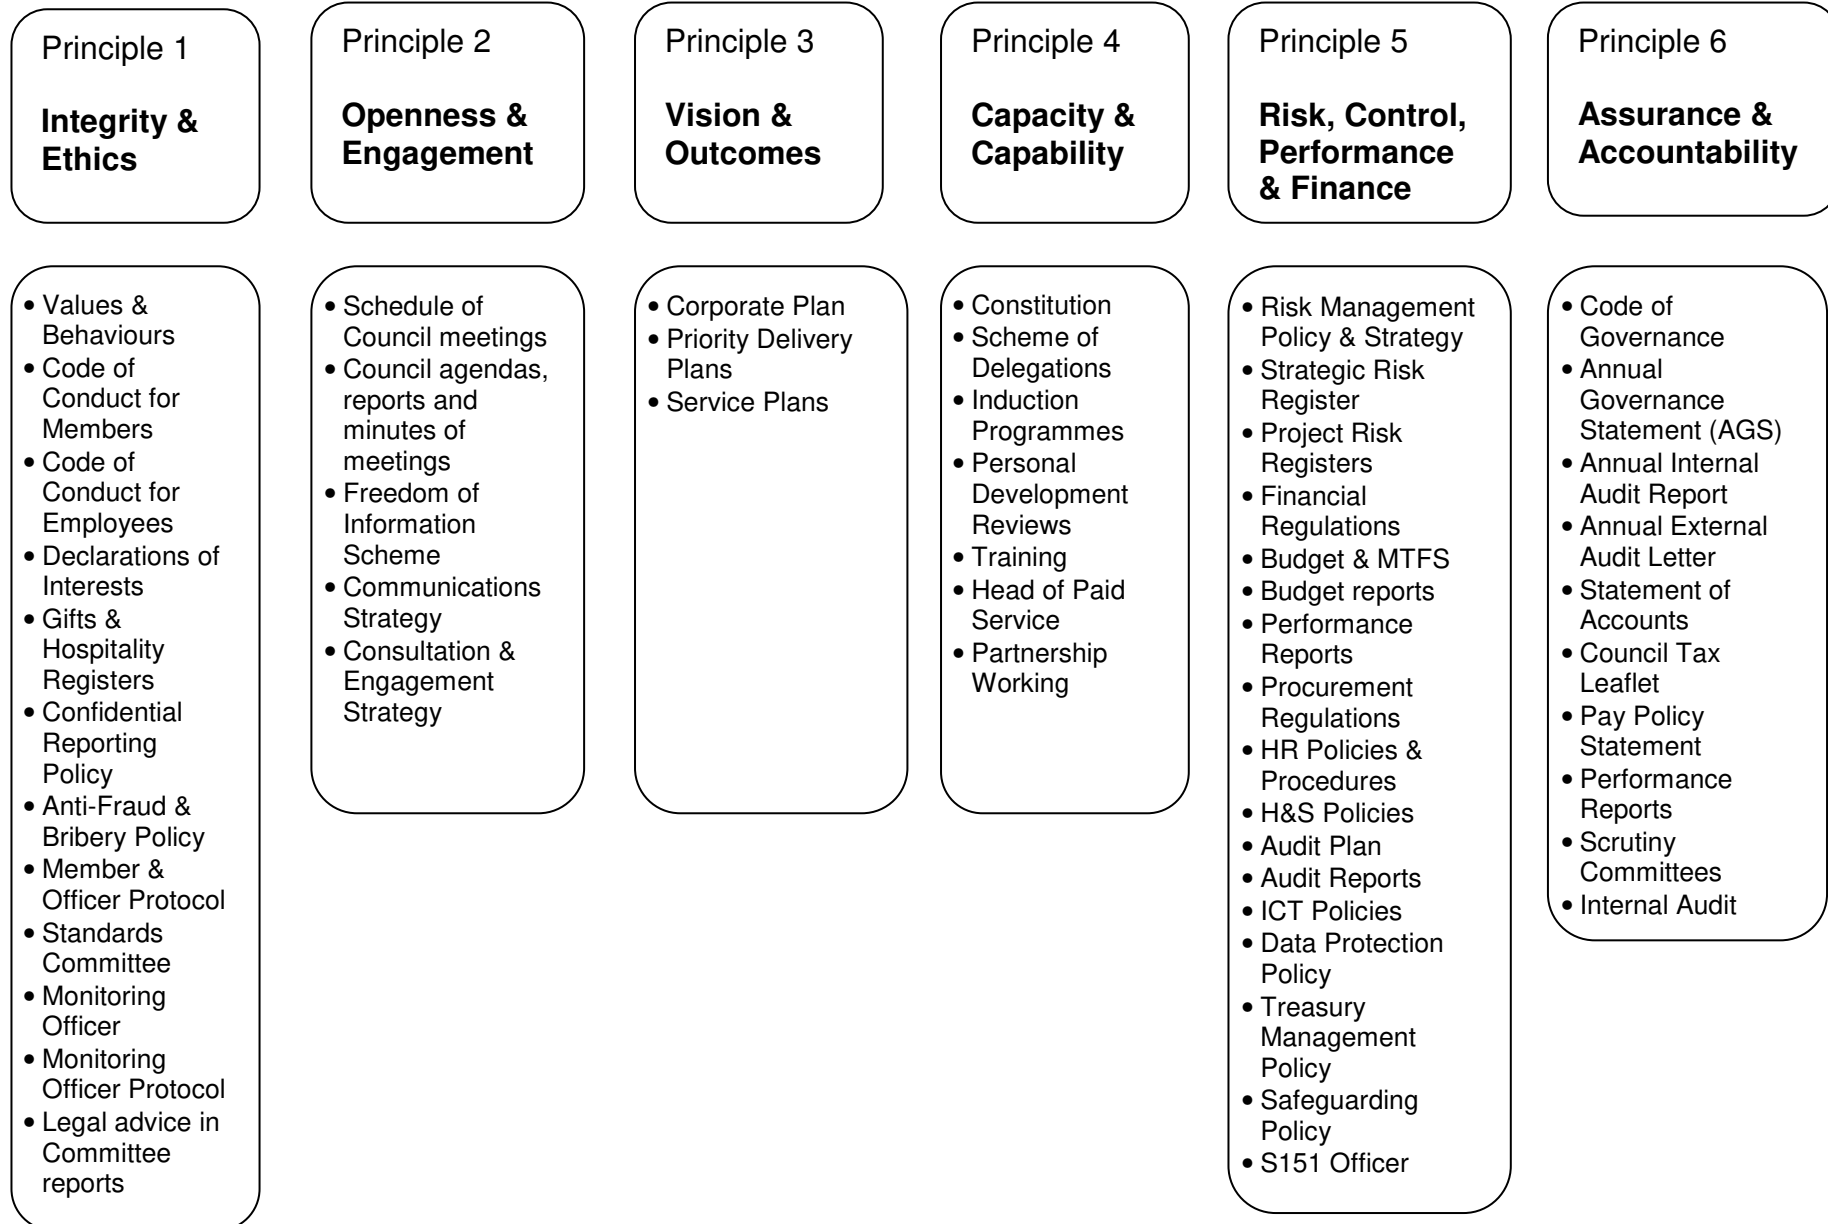 Principle 1
Integrity &
Ethics
Principle 2
Openness &
Engagement
Principle 3
Vision &
Outcomes
Principle 4
Capacity &
Capability
Principle 5
Risk, Control,
Performance
& Finance
Principle 6
Assurance &
Accountability
• Values &
Behaviours
• Code of
Conduct for
Members
• Code of
Conduct for
Employees
• Declarations of
Interests
• Gifts &
Hospitality
Registers
• Confidential
Reporting
Policy
• Anti-Fraud &
Bribery Policy
• Member &
Officer Protocol
• Standards
Committee
• Monitoring
Officer
• Monitoring
Officer Protocol
• Legal advice in
Committee
reports
• Schedule of
Council meetings
• Council agendas,
reports and
minutes of
meetings
• Freedom of
Information
Scheme
• Communications
Strategy
• Consultation &
Engagement
Strategy
• Corporate Plan
• Priority Delivery
Plans
• Service Plans
• Constitution
• Scheme of
Delegations
• Induction
Programmes
• Personal
Development
Reviews
• Training
• Head of Paid
Service
• Partnership
Working
• Risk Management
Policy & Strategy
• Strategic Risk
Register
• Project Risk
Registers
• Financial
Regulations
• Budget & MTFS
• Budget reports
• Performance
Reports
• Procurement
Regulations
• HR Policies &
Procedures
• H&S Policies
• Audit Plan
• Audit Reports
• ICT Policies
• Data Protection
Policy
• Treasury
Management
Policy
• Safeguarding
Policy
• S151 Officer
• Code of
Governance
• Annual
Governance
Statement (AGS)
• Annual Internal
Audit Report
• Annual External
Audit Letter
• Statement of
Accounts
• Council Tax
Leaflet
• Pay Policy
Statement
• Performance
Reports
• Scrutiny
Committees
• Internal Audit